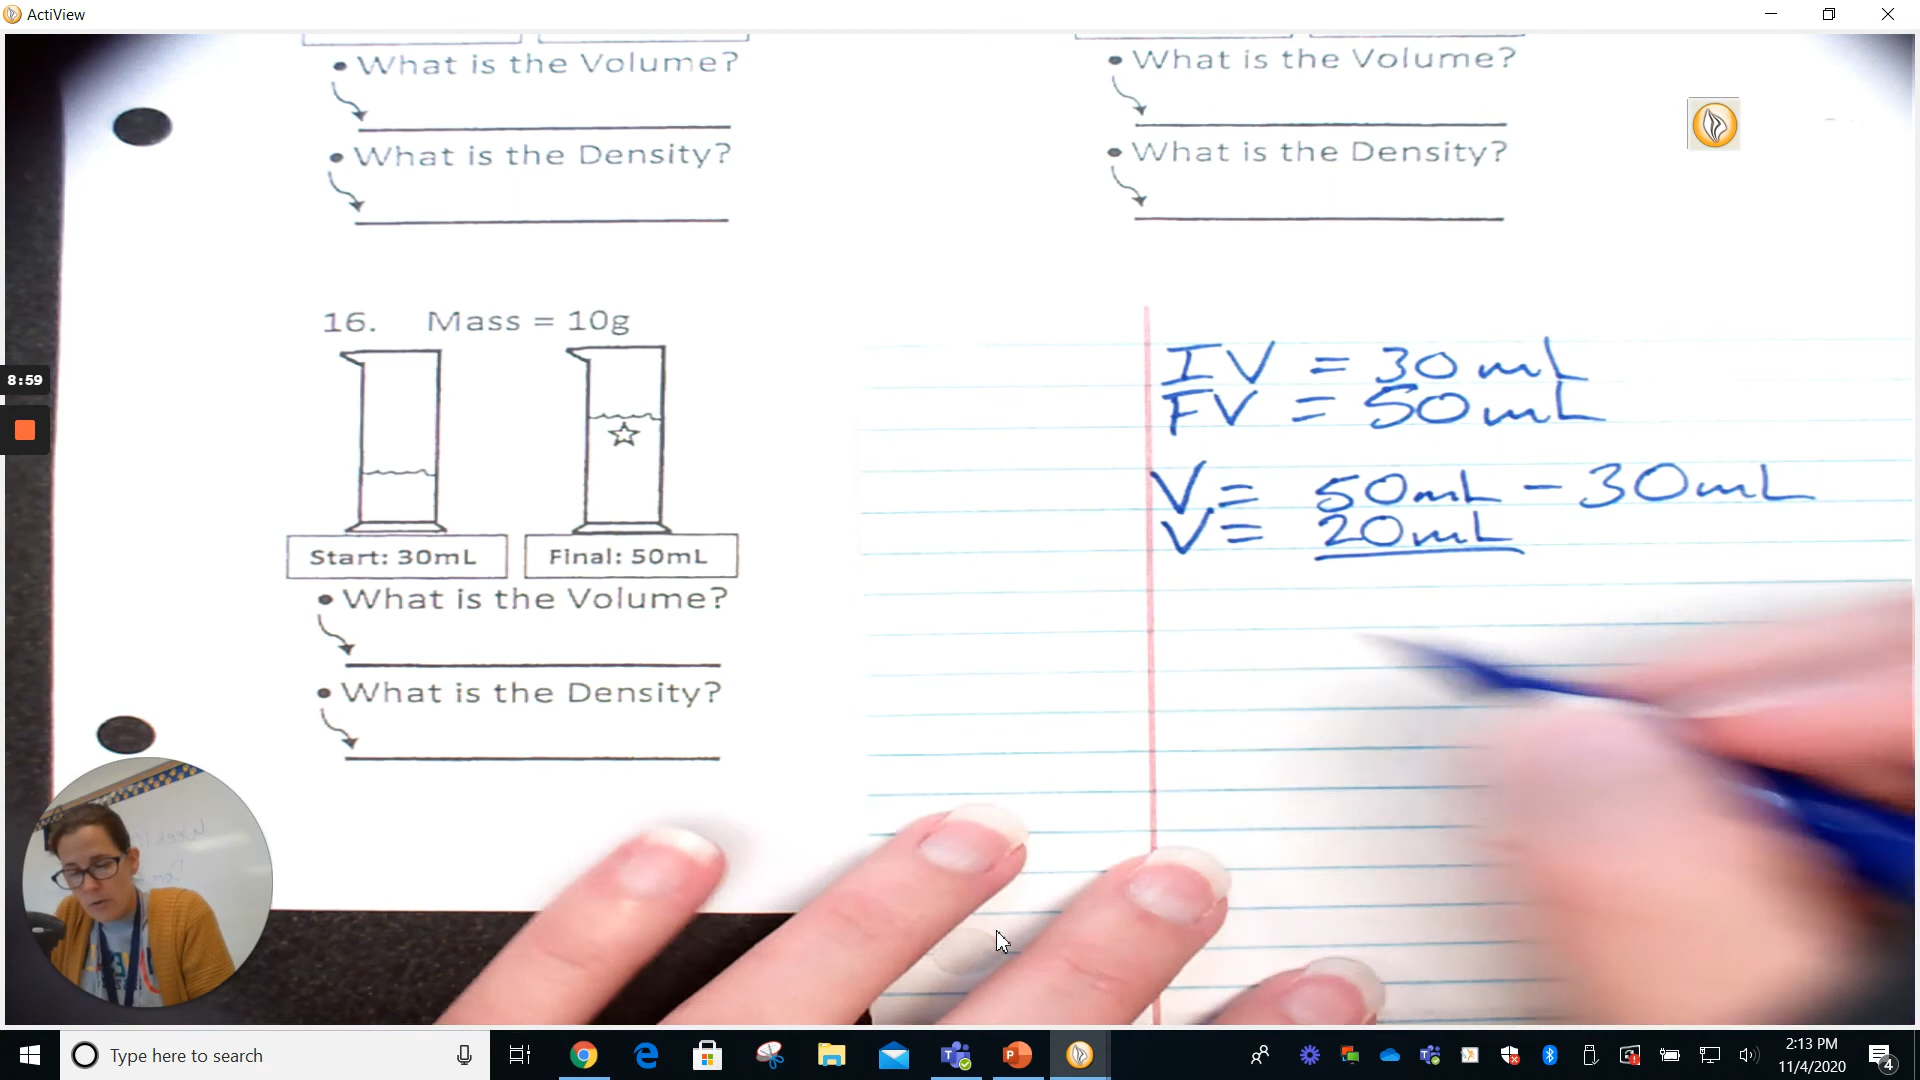 ActiView
• What is the Volume?
• What is the Density?
• What is the Volume?
• What is the Density?
16. Mass = 10g
Start: 30mL
Final: 50mL
• What is the Volume?
• What is the Density?
IV = 30 mL
FV = 50mL
V = 50mL - 30mL
V = 20mL
8:59
Type here to search
2:13 PM
11/4/2020
4